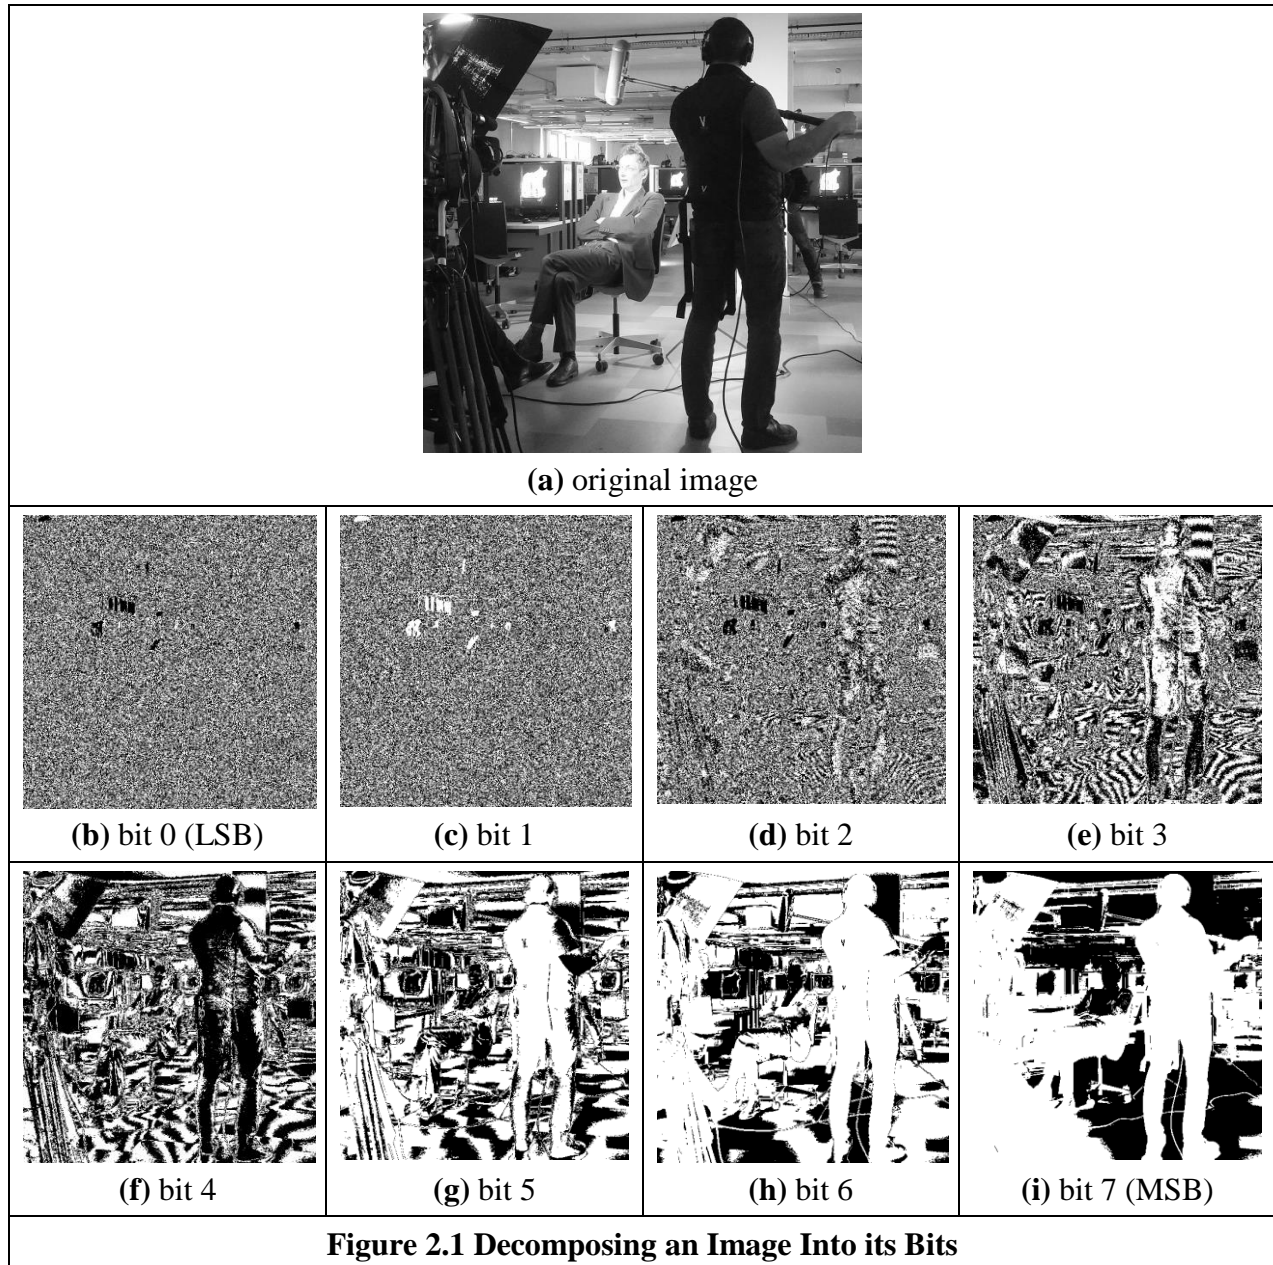 (a) original image
(b) bit 0 (LSB)
(c) bit 1
(d) bit 2
(e) bit 3
(f) bit 4
(g) bit 5
(h) bit 6
(i) bit 7 (MSB)
Figure 2.1 Decomposing an Image Into its Bits